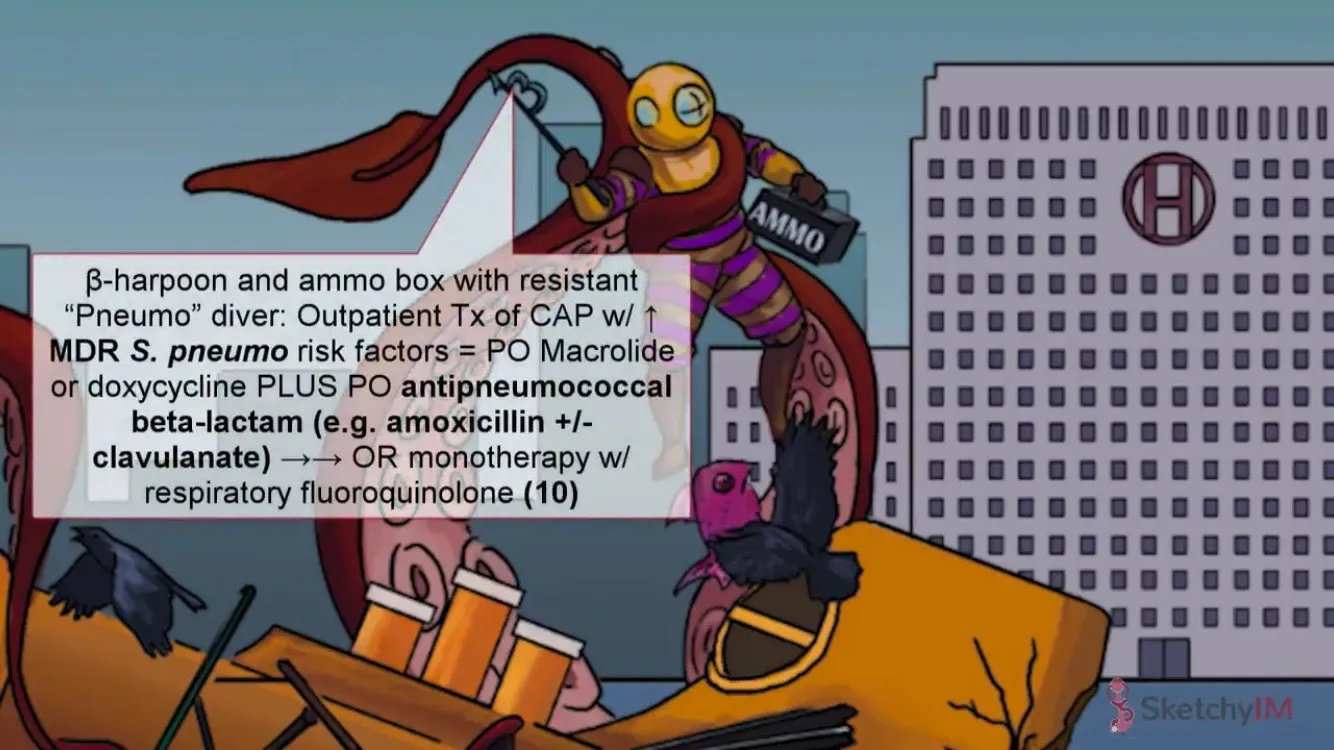 AMMO
β-harpoon and ammo box with resistant
“Pneumo” diver: Outpatient Tx of CAP w/ ↑
MDR S. pneumo risk factors = PO Macrolide
or doxycycline PLUS PO antipneumococcal
beta-lactam (e.g. amoxicillin +/-
clavulanate) →→ OR monotherapy w/
respiratory fluoroquinolone (10)
H
SketchyIM